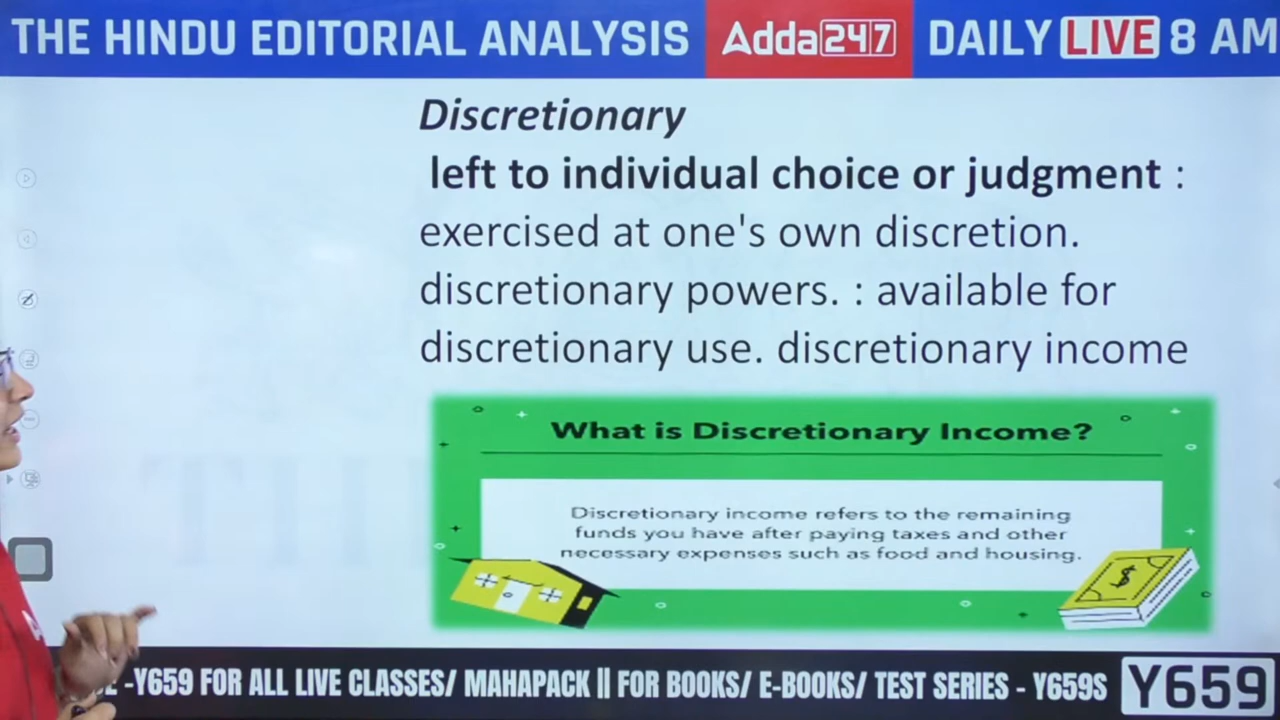 THE HINDU EDITORIAL ANALYSIS Adda247 DAILY LIVE 8 AM
Discretionary
left to individual choice or judgment :
exercised at one's own discretion.
discretionary powers. : available for
discretionary use. discretionary income
What is Discretionary Income?
Discretionary income refers to the remaining
funds you have after paying taxes and other
necessary expenses such as food and housing.
$
-Y659 FOR ALL LIVE CLASSES/ MAHAPACK || FOR BOOKS/ E-BOOKS/ TEST SERIES - Y659S Y659